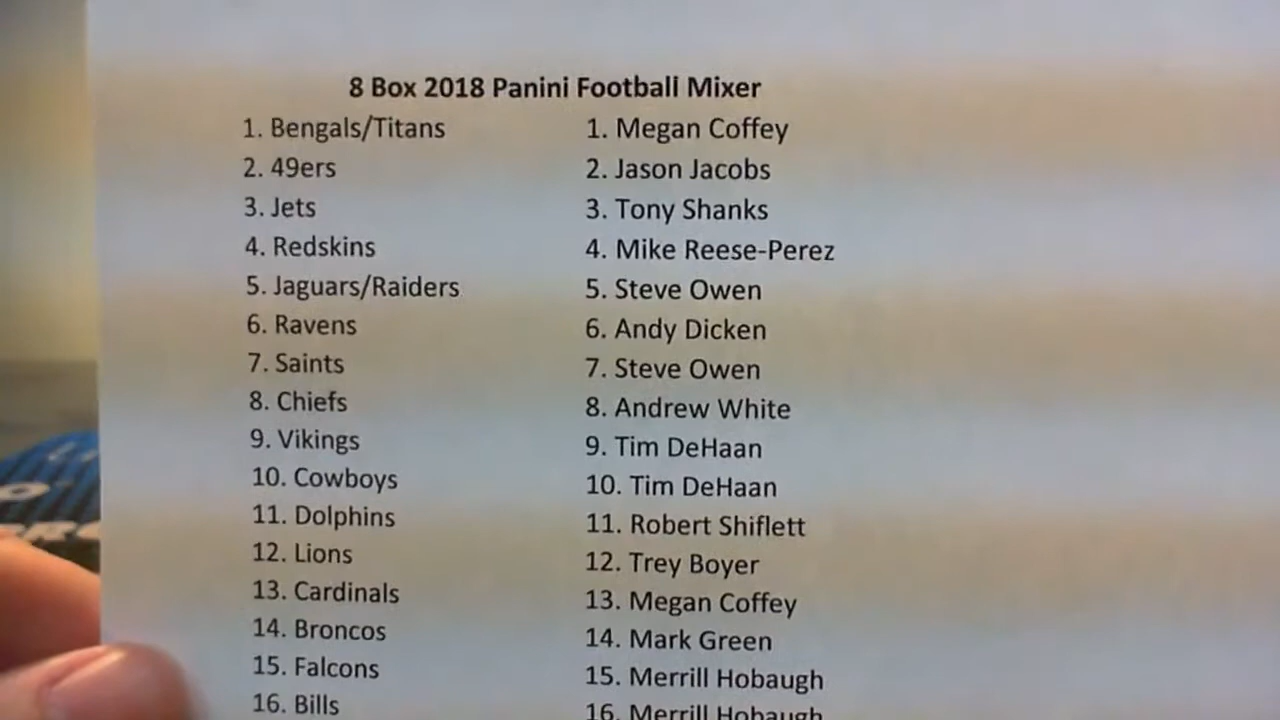 8 Box 2018 Panini Football Mixer
1. Bengals/Titans 1. Megan Coffey
2. 49ers 2. Jason Jacobs
3. Jets 3. Tony Shanks
4. Redskins 4. Mike Reese-Perez
5. Jaguars/Raiders 5. Steve Owen
6. Ravens 6. Andy Dicken
7. Saints 7. Steve Owen
8. Chiefs 8. Andrew White
9. Vikings 9. Tim DeHaan
10. Cowboys 10. Tim DeHaan
11. Dolphins 11. Robert Shiflett
12. Lions 12. Trey Boyer
13. Cardinals 13. Megan Coffey
14. Broncos 14. Mark Green
15. Falcons 15. Merrill Hobaugh
16. Bills 16. Merrill Hobaugh